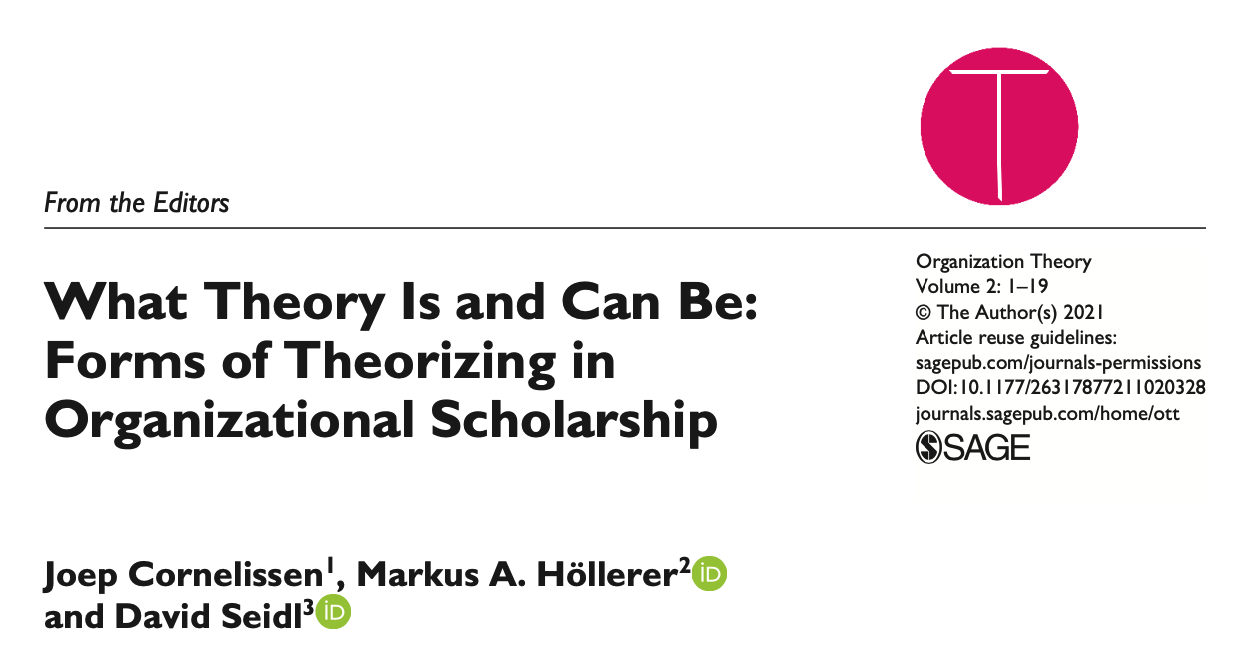 T
From the Editors
Organization Theory
Volume 2: 1–19
© The Author(s) 2021
Article reuse guidelines:
sagepub.com/journals-permissions
DOI:10.1177/26317877211020328
journals.sagepub.com/home/ott
SAGE
What Theory Is and Can Be:
Forms of Theorizing in
Organizational Scholarship
Joep Cornelissen1, Markus A. Höllerer2 iD
and David Seidl3 iD